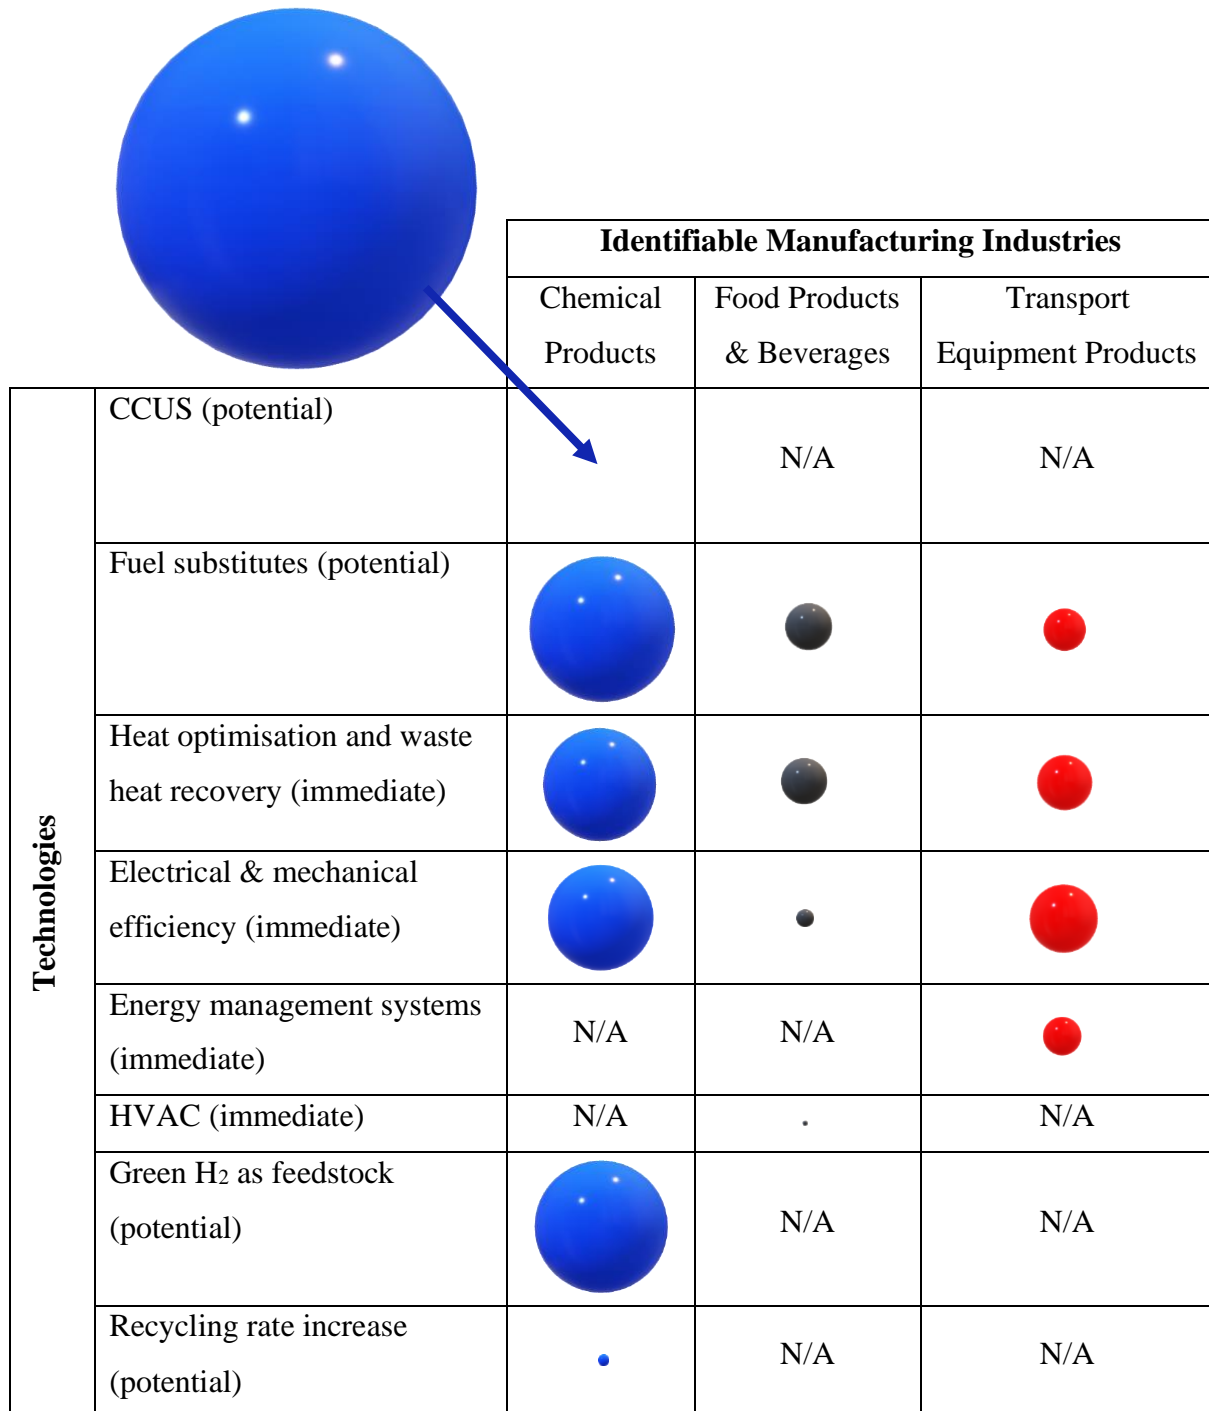 Identifiable Manufacturing Industries
Chemical
Products
Food Products
& Beverages
Transport
Equipment Products
Technologies
CCUS (potential)
N/A
N/A
Fuel substitutes (potential)
Heat optimisation and waste
heat recovery (immediate)
Electrical & mechanical
efficiency (immediate)
Energy management systems
(immediate)
N/A
N/A
HVAC (immediate)
N/A
N/A
Green H2 as feedstock
(potential)
N/A
N/A
Recycling rate increase
(potential)
N/A
N/A